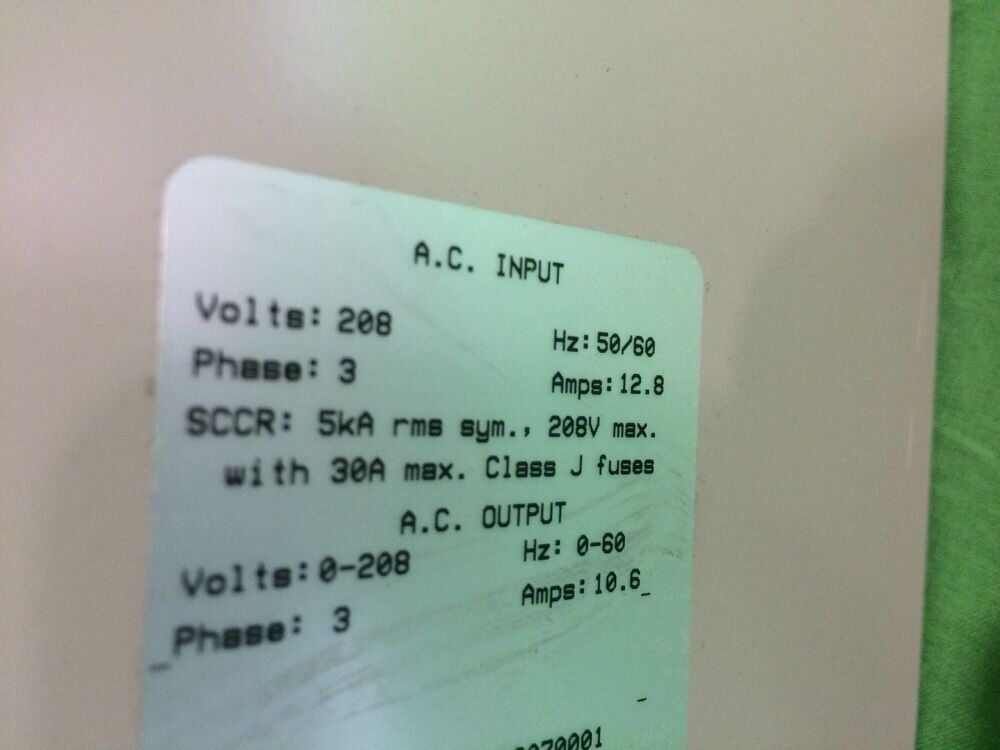 A.C. INPUT
Volts: 208 Hz: 50/60
Phase: 3 Amps: 12.8
SCCR: 5kA rms sym., 208V max.
with 30A max. Class J fuses
A.C. OUTPUT
Volts: 0-208 Hz: 0-60
Phase: 3 Amps: 10.6